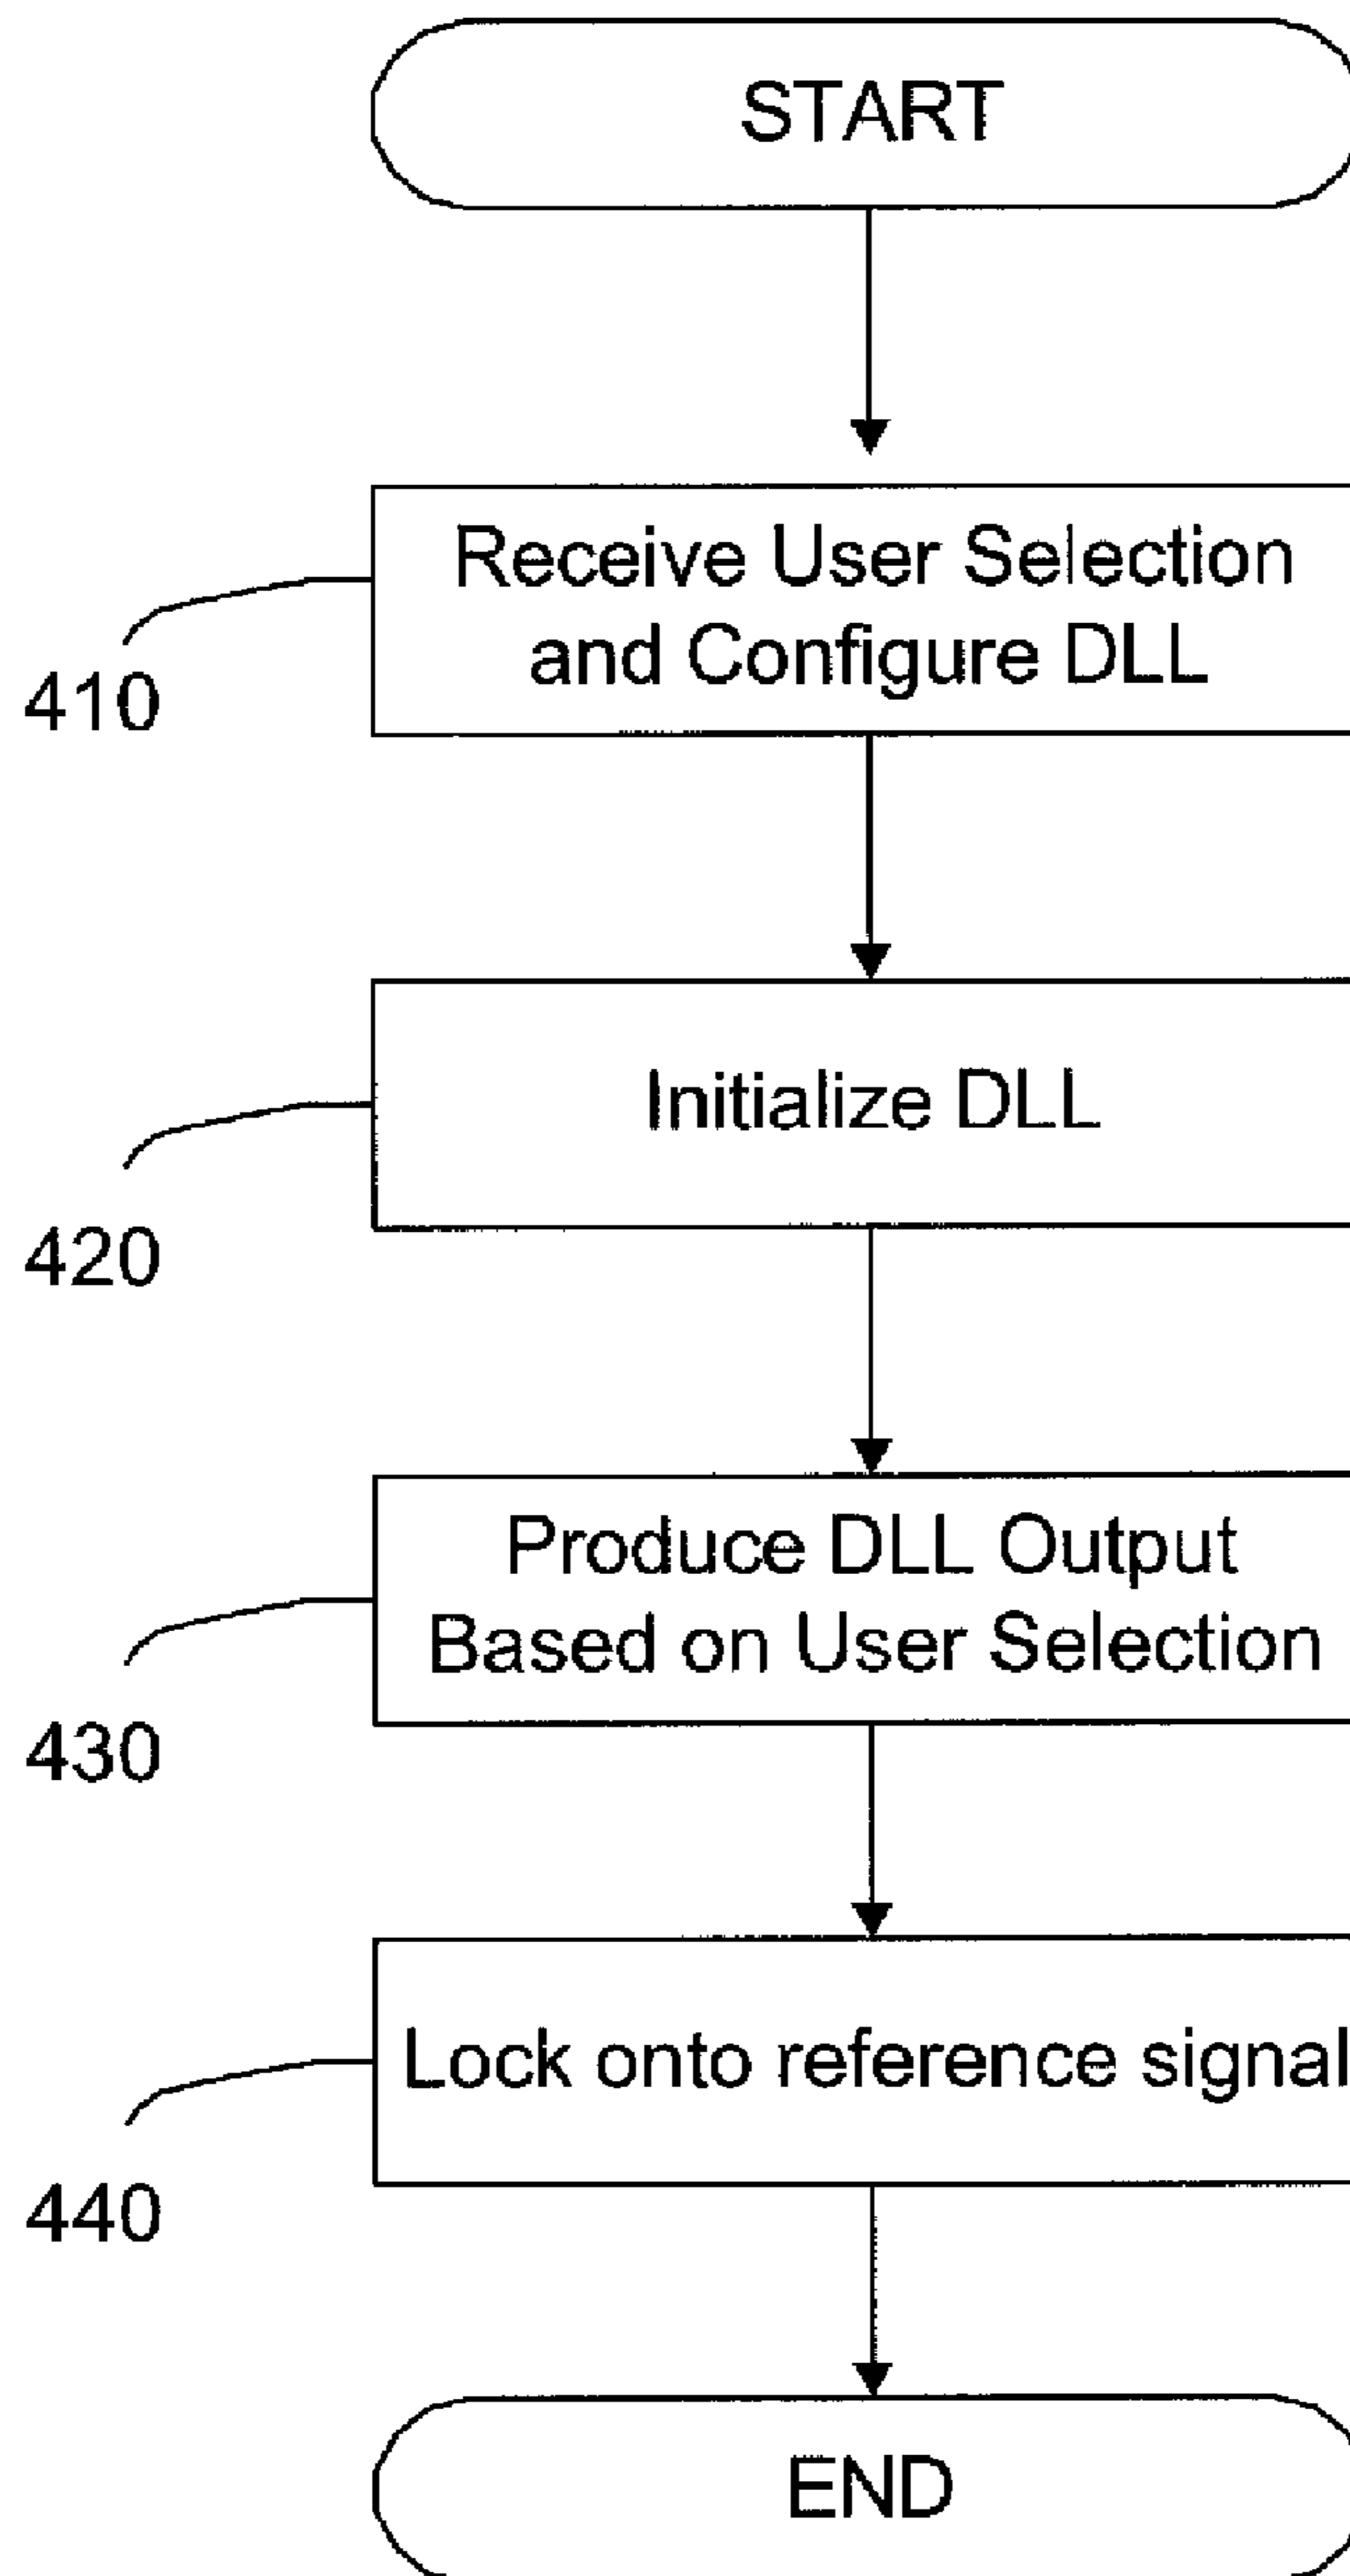 START
Receive User Selection
and Configure DLL
410
Initialize DLL
420
Produce DLL Output
Based on User Selection
430
Lock onto reference signal
440
END